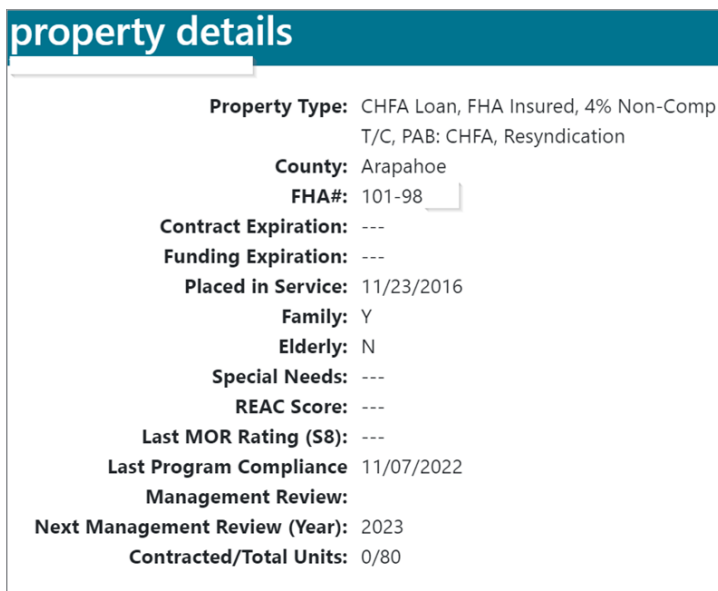 property details
Property Type: CHFA Loan, FHA Insured, 4% Non-Comp
T/C, PAB: CHFA, Resyndication
County: Arapahoe
FHA#: 101-98
Contract Expiration: ---
Funding Expiration: ---
Placed in Service: 11/23/2016
Family: Y
Elderly: N
Special Needs: ---
REAC Score: ---
Last MOR Rating (S8): ---
Last Program Compliance 11/07/2022
Management Review:
Next Management Review (Year): 2023
Contracted/Total Units: 0/80